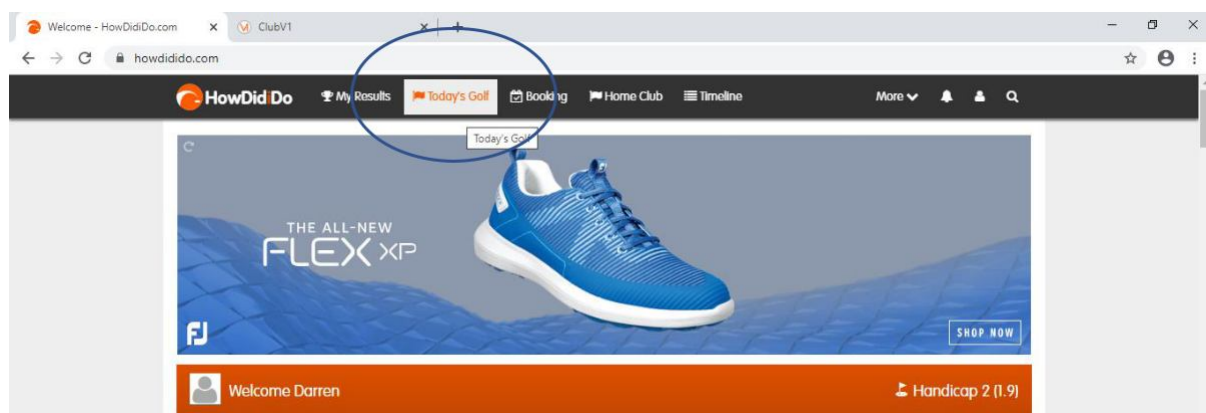 Welcome - HowDidiDo.com
ClubV1
howdidido.com
HowDidiDo My Results Today's Golf Booking Home Club Timeline More
Today's Golf
THE ALL-NEW
FLEX XP
FJ
SHOP NOW
Welcome Darren
Handicap 2 (1.9)